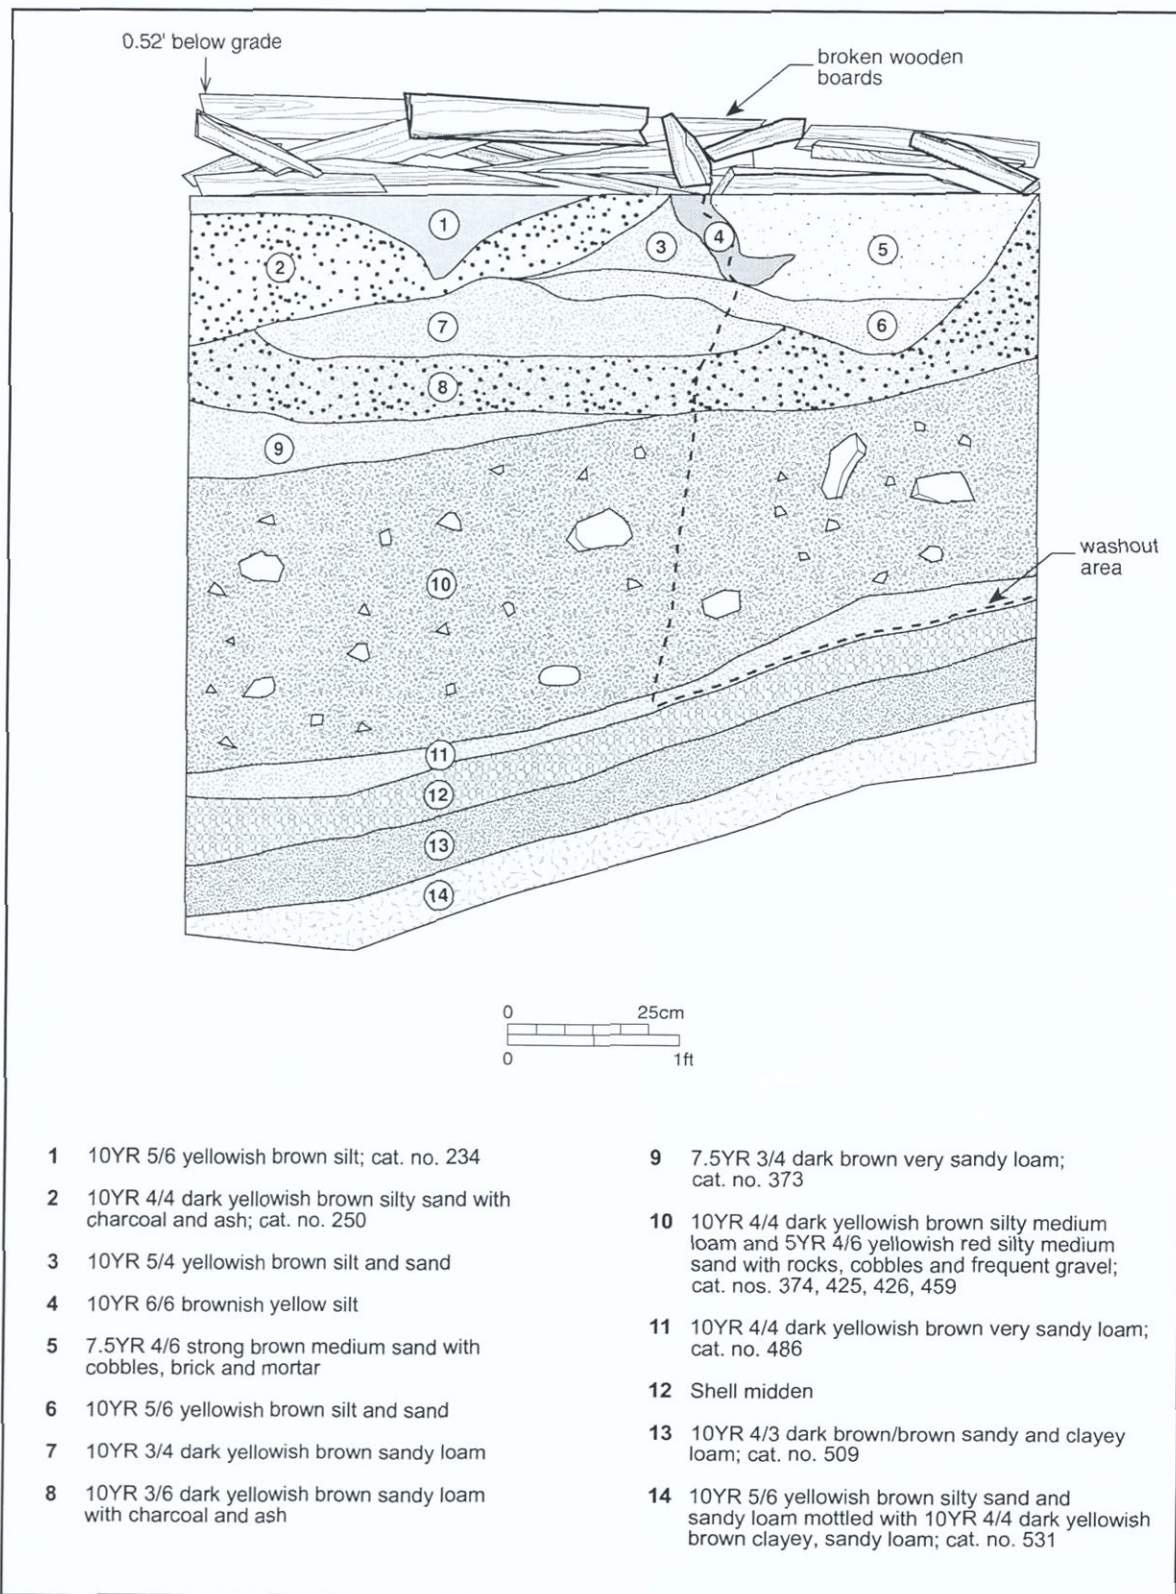 0.52' below grade
broken wooden
boards
1
2
3
4
5
6
7
8
9
10
washout
area
11
12
13
14
0 25cm
0 1ft
1 10YR 5/6 yellowish brown silt; cat. no. 234
2 10YR 4/4 dark yellowish brown silty sand with
charcoal and ash; cat. no. 250
3 10YR 5/4 yellowish brown silt and sand
4 10YR 6/6 brownish yellow silt
5 7.5YR 4/6 strong brown medium sand with
cobbles, brick and mortar
6 10YR 5/6 yellowish brown silt and sand
7 10YR 3/4 dark yellowish brown sandy loam
8 10YR 3/6 dark yellowish brown sandy loam
with charcoal and ash
9 7.5YR 3/4 dark brown very sandy loam;
cat. no. 373
10 10YR 4/4 dark yellowish brown silty medium
loam and 5YR 4/6 yellowish red silty medium
sand with rocks, cobbles and frequent gravel;
cat. nos. 374, 425, 426, 459
11 10YR 4/4 dark yellowish brown very sandy loam;
cat. no. 486
12 Shell midden
13 10YR 4/3 dark brown/brown sandy and clayey
loam; cat. no. 509
14 10YR 5/6 yellowish brown silty sand and
sandy loam mottled with 10YR 4/4 dark yellowish
brown clayey, sandy loam; cat. no. 531